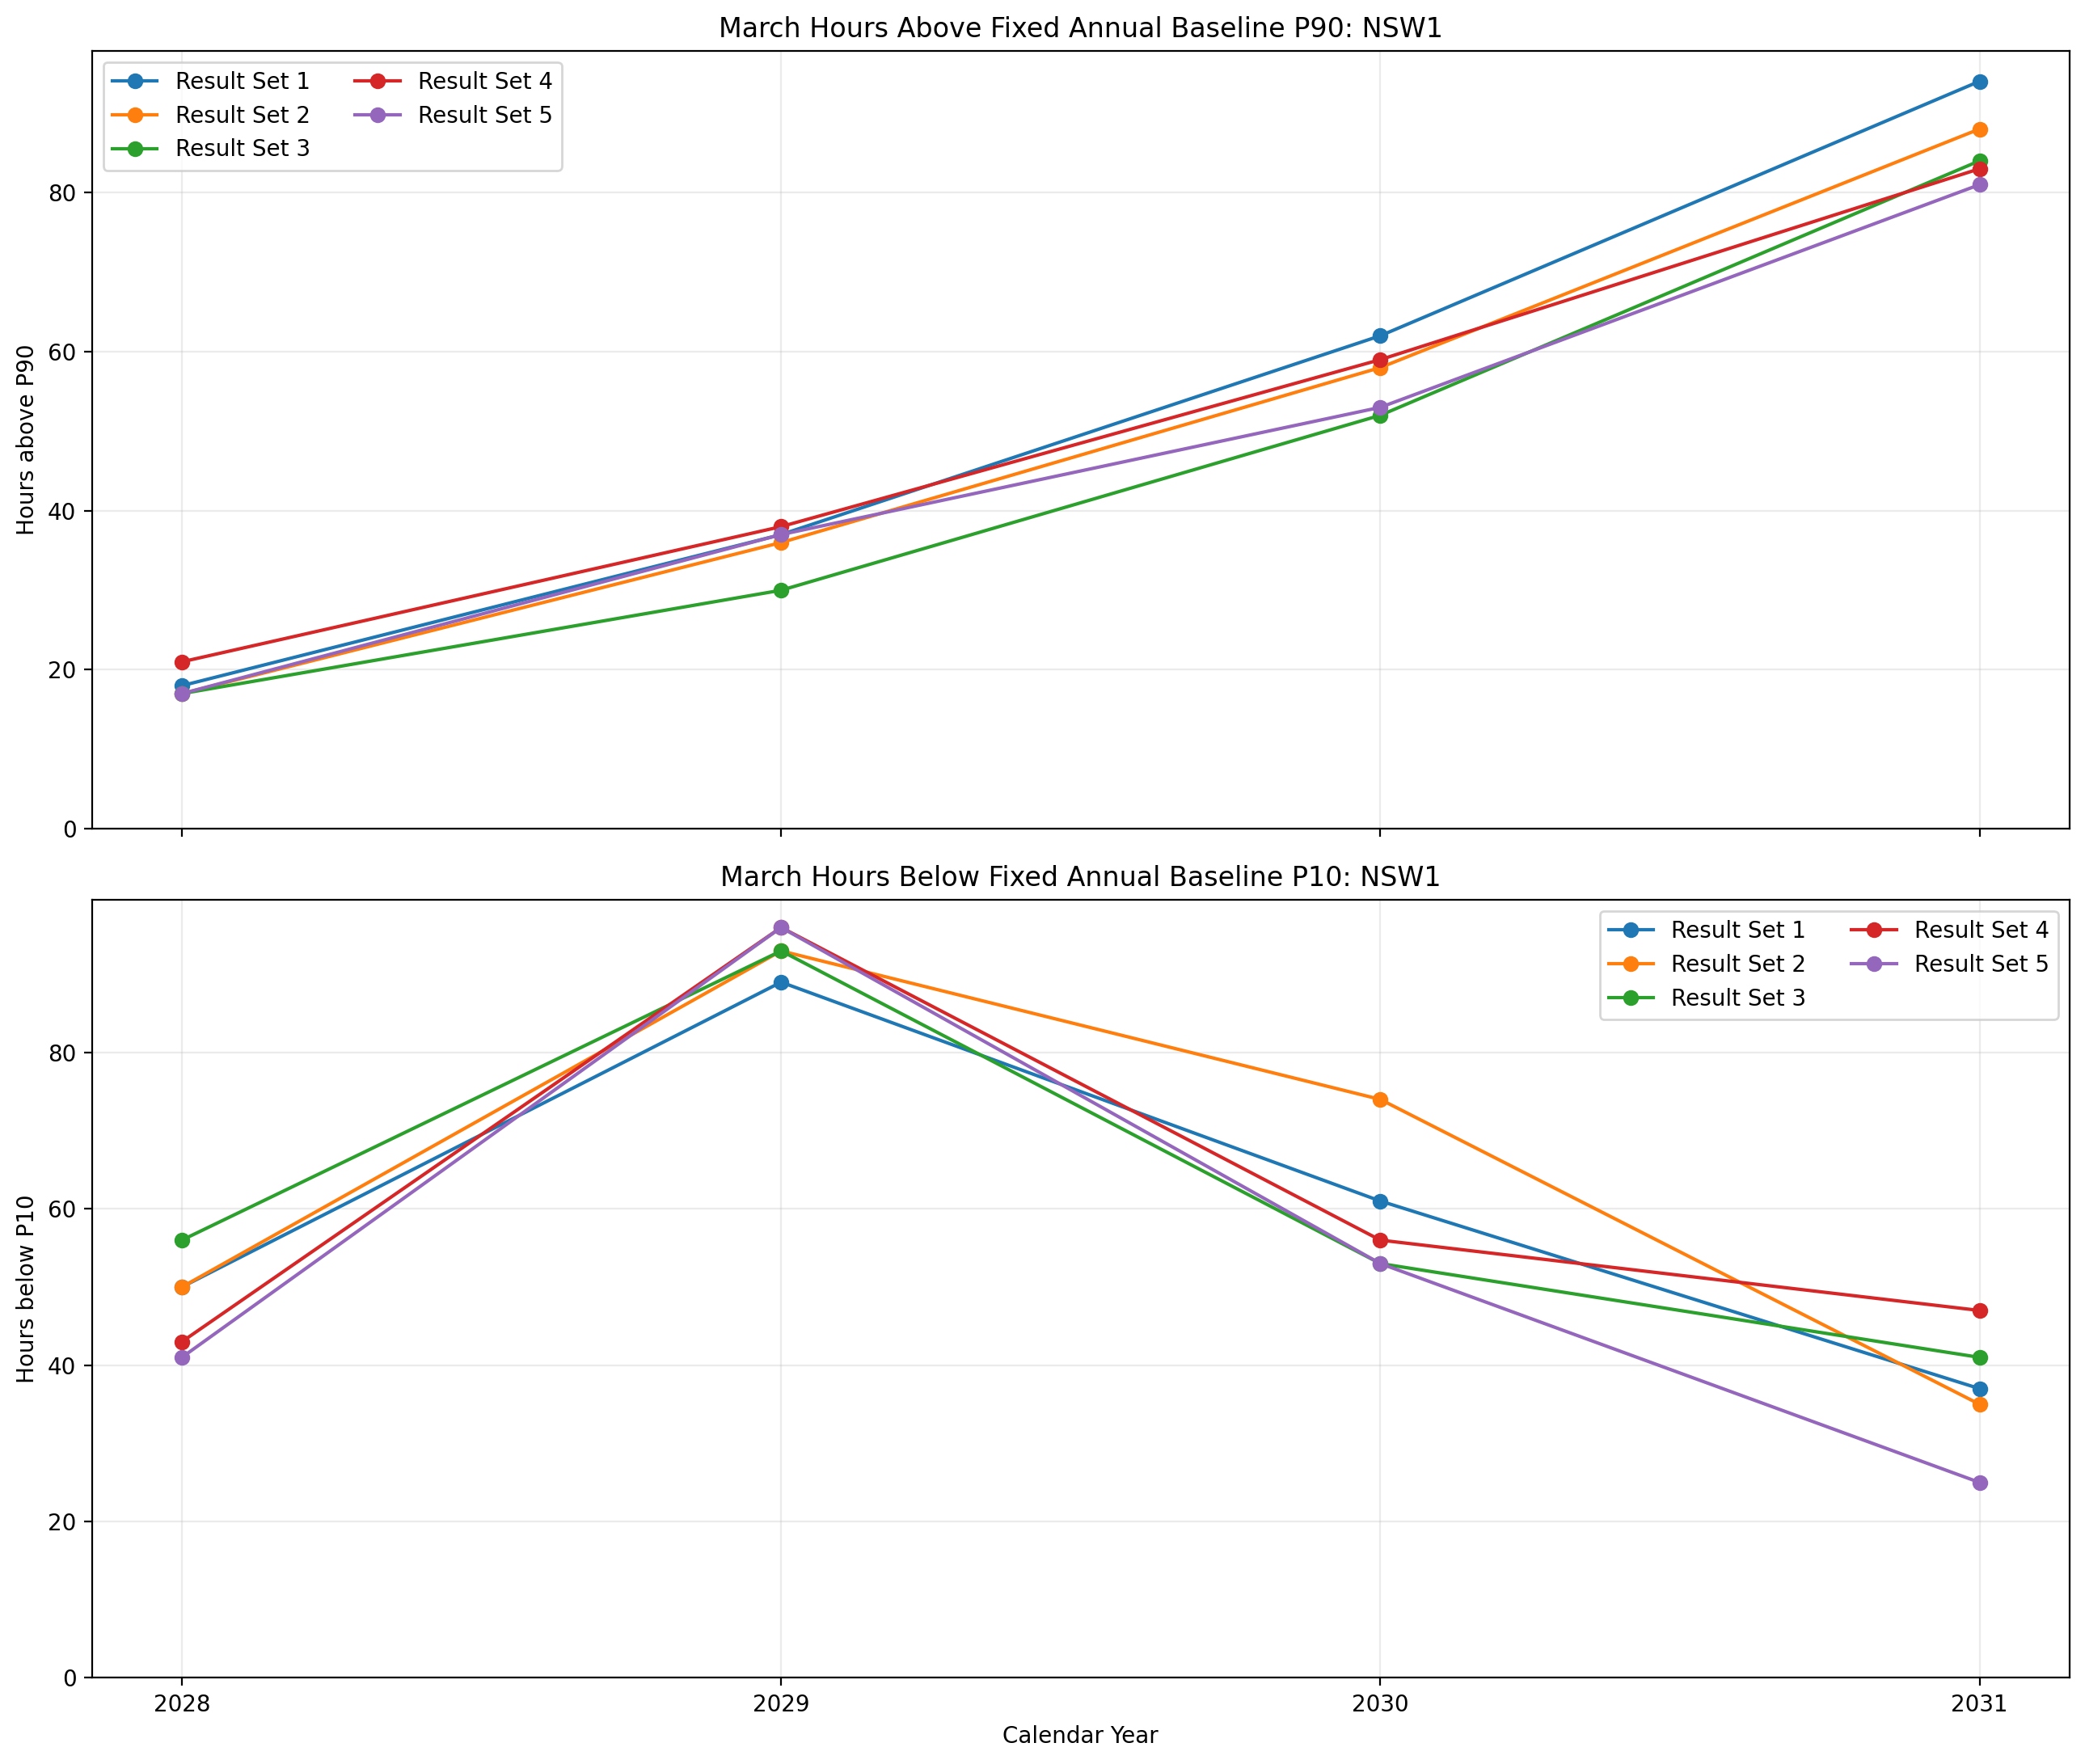 March Hours Above Fixed Annual Baseline P90: NSW1
Result Set 1
Result Set 2
Result Set 3
Result Set 4
Result Set 5
Hours above P90
80
60
40
20
0
March Hours Below Fixed Annual Baseline P10: NSW1
Result Set 1
Result Set 2
Result Set 3
Result Set 4
Result Set 5
Hours below P10
80
60
40
20
0
2028
2029
2030
2031
Calendar Year